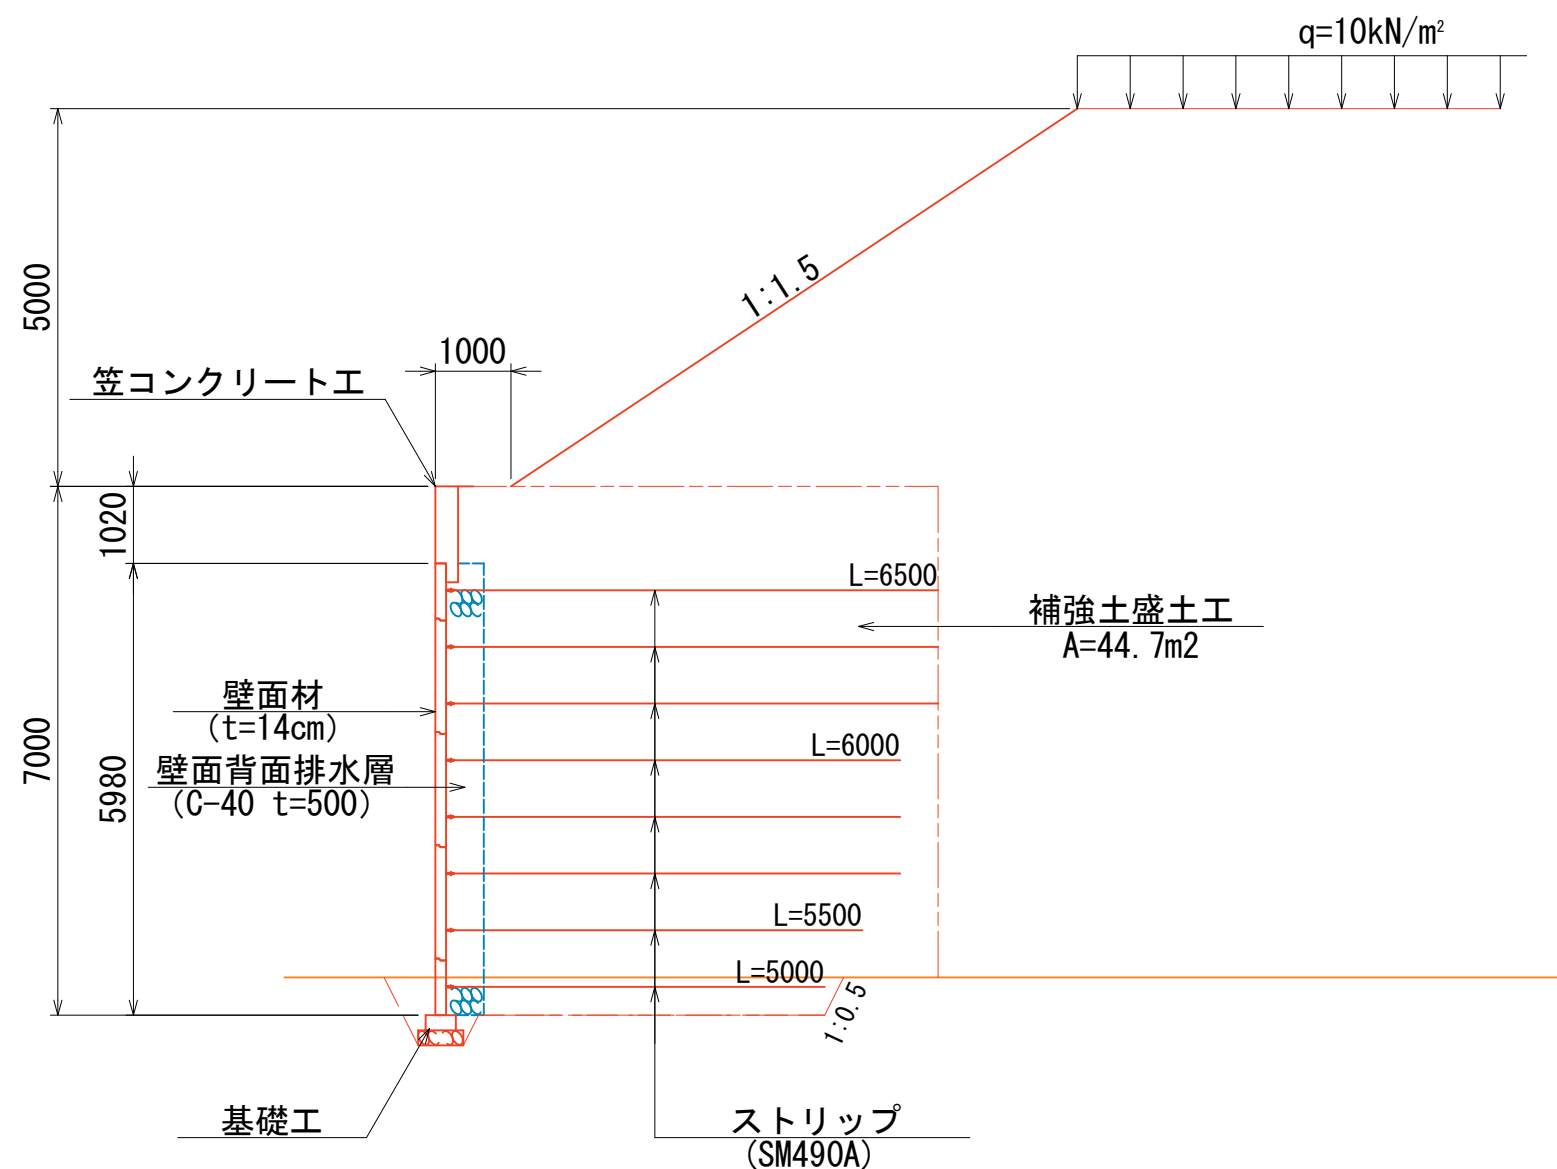 q=10kN/m²
5000
1:1.5
1000
笠コンクリート工
1020
L=6500
補強土盛土工
A=44.7m2
壁面材
(t=14cm)
7000
L=6000
壁面背面排水層
(C-40 t=500)
5980
L=5500
L=5000
1:0.5
基礎工
ストリップ
(SM490A)